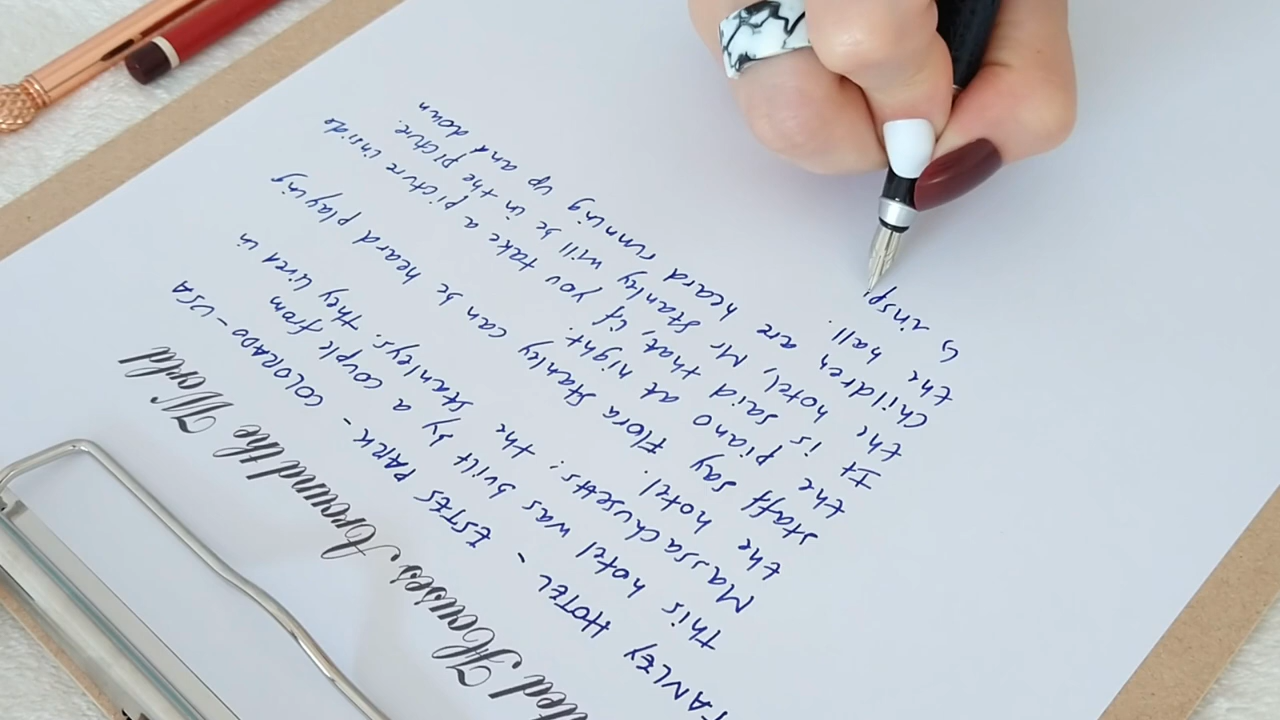 ted Houses Around the World
TANLEY HOTEL - ESTES PARK - COLORADO - USA
This hotel was built by a couple from
Massachusetts: the Stanleys. They lived in
the hotel.
Staff say Flora Stanley can be heard playing
the piano at night.
It is said that, if you take a picture inside
the hotel, Mr Stanley will be in the picture.
Children are heard running up and down
the hall.